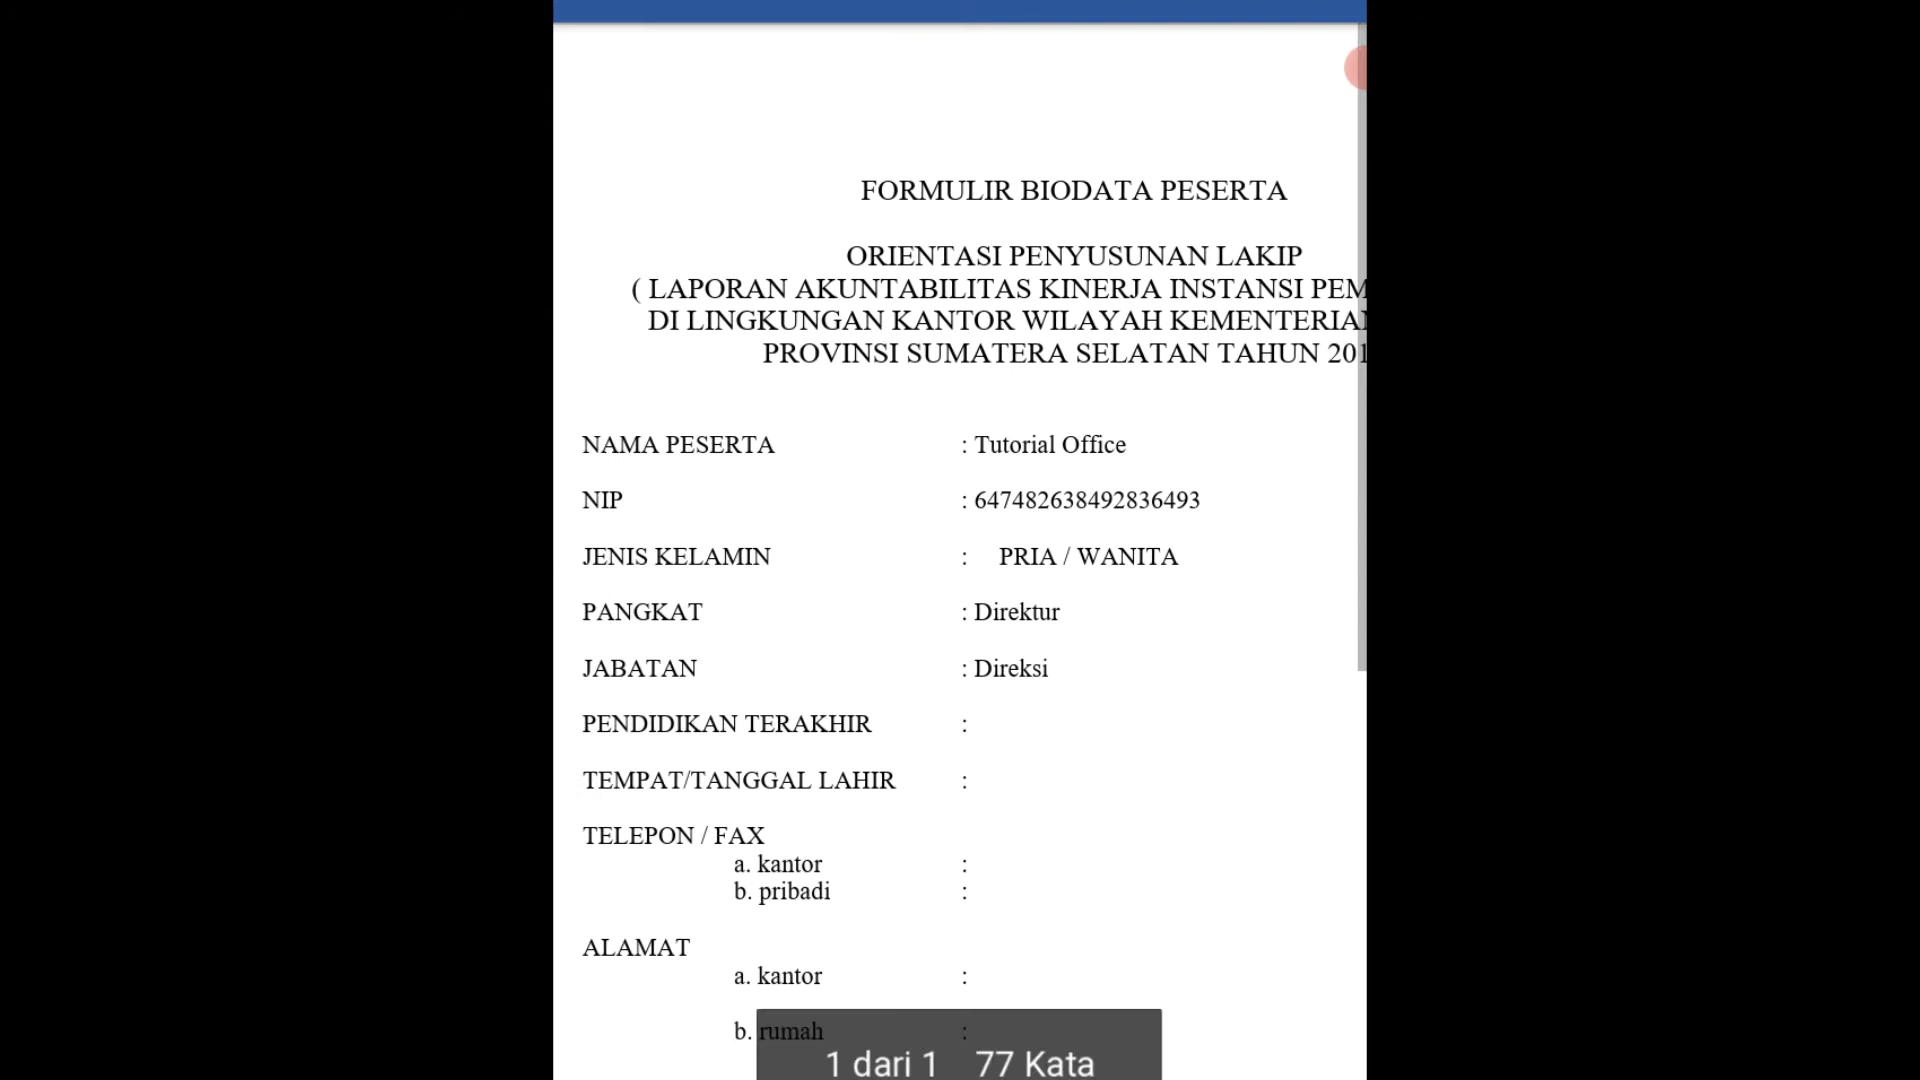 FORMULIR BIODATA PESERTA
ORIENTASI PENYUSUNAN LAKIP
( LAPORAN AKUNTABILITAS KINERJA INSTANSI PEM
DI LINGKUNGAN KANTOR WILAYAH KEMENTERIAN
PROVINSI SUMATERA SELATAN TAHUN 201
NAMA PESERTA : Tutorial Office
NIP : 647482638492836493
JENIS KELAMIN : PRIA / WANITA
PANGKAT : Direktur
JABATAN : Direksi
PENDIDIKAN TERAKHIR :
TEMPAT/TANGGAL LAHIR :
TELEPON / FAX
a. kantor :
b. pribadi :
ALAMAT
a. kantor :
b. rumah :
1 dari 1 77 Kata